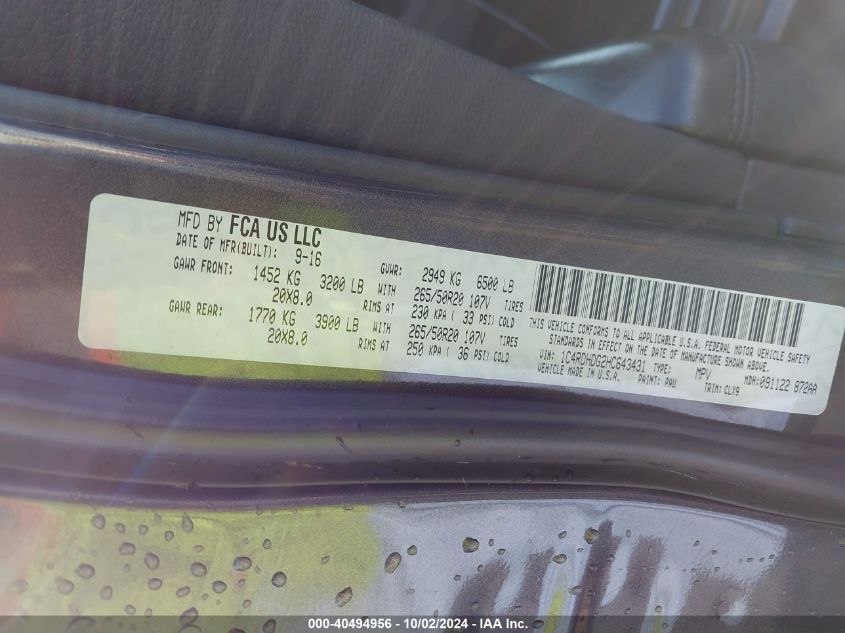 MFD BY FCA US LLC
DATE OF MFR(BUILT): 9-16 GVWR: 2949 KG 6500 LB
GAWR FRONT: 1452 KG 3200 LB WITH 265/50R20 107V TIRES
20X8.0 RIMS AT 230 KPA ( 33 PSI) COLD
GAWR REAR: 1770 KG 3900 LB WITH 265/50R20 107V TIRES
20X8.0 RIMS AT 250 KPA ( 36 PSI) COLD
THIS VEHICLE CONFORMS TO ALL APPLICABLE U.S.A. FEDERAL MOTOR VEHICLE SAFETY
STANDARDS IN EFFECT ON THE DATE OF MANUFACTURE SHOWN ABOVE.
VIN: 1C4RDHDG2HC643431 TYPE: MPV MDH: 091122 872AA
VEHICLE MADE IN U.S.A. PAINT: PAU TRIM: CLX9
000-40494956 - 10/02/2024 - IAA Inc.